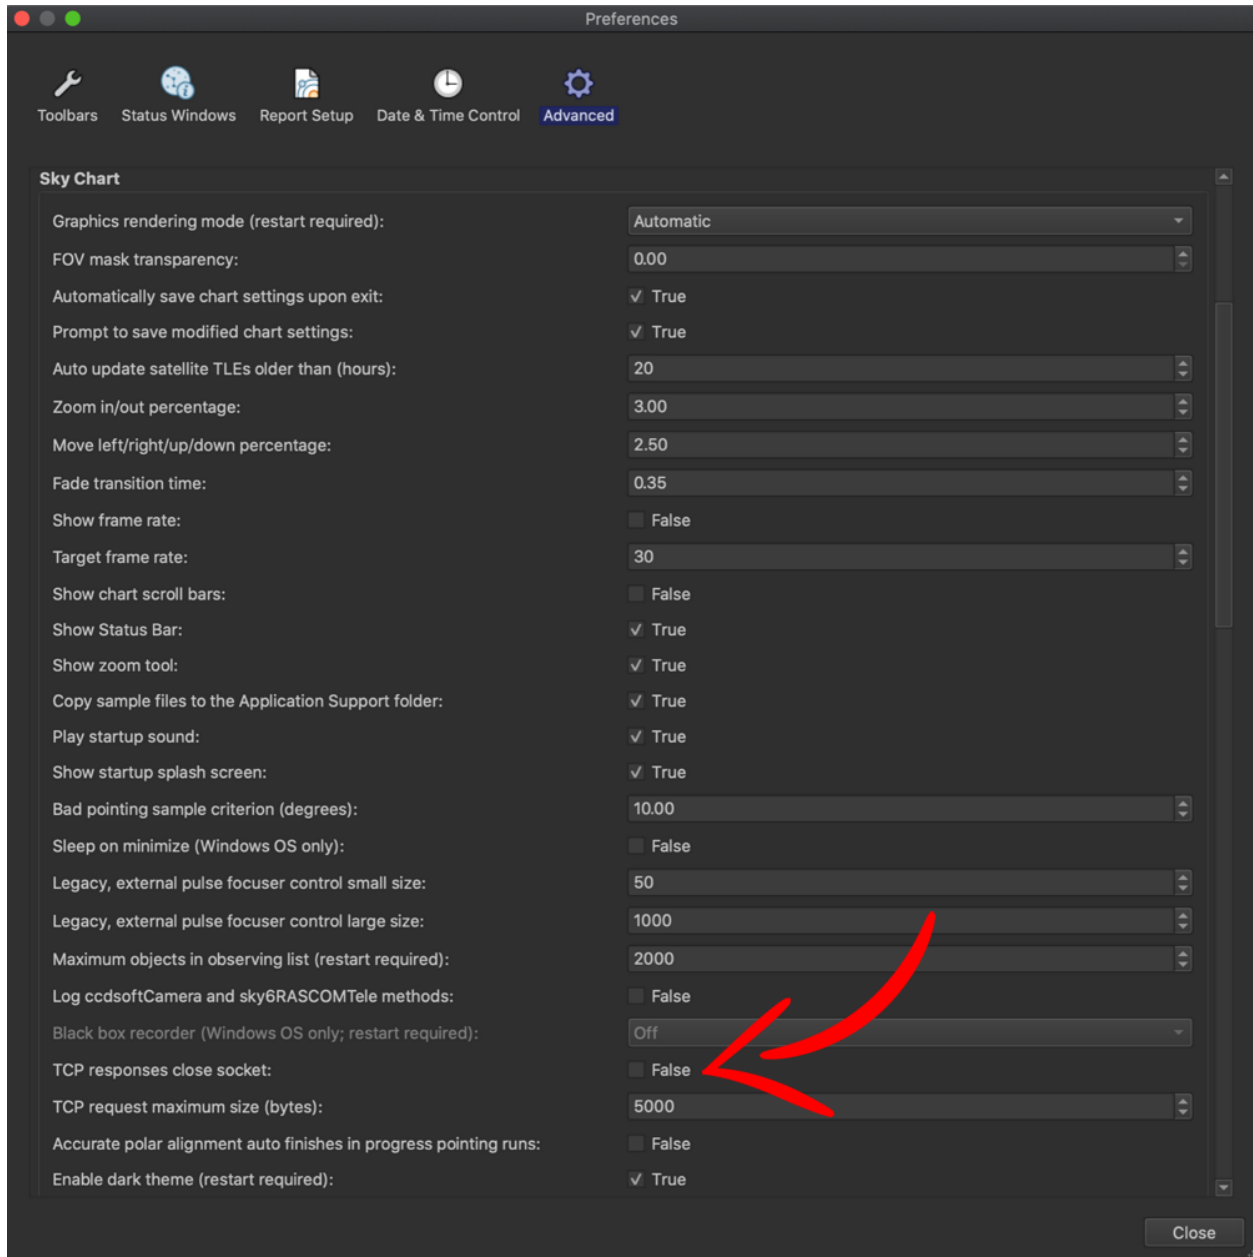 Preferences
Toolbars Status Windows Report Setup Date & Time Control Advanced
Sky Chart
Graphics rendering mode (restart required): Automatic
FOV mask transparency: 0.00
Automatically save chart settings upon exit: True
Prompt to save modified chart settings: True
Auto update satellite TLEs older than (hours): 20
Zoom in/out percentage: 3.00
Move left/right/up/down percentage: 2.50
Fade transition time: 0.35
Show frame rate: False
Target frame rate: 30
Show chart scroll bars: False
Show Status Bar: True
Show zoom tool: True
Copy sample files to the Application Support folder: True
Play startup sound: True
Show startup splash screen: True
Bad pointing sample criterion (degrees): 10.00
Sleep on minimize (Windows OS only): False
Legacy, external pulse focuser control small size: 50
Legacy, external pulse focuser control large size: 1000
Maximum objects in observing list (restart required): 2000
Log ccdsoftCamera and sky6RASCOMTele methods: False
Black box recorder (Windows OS only; restart required): Off
TCP responses close socket: False
TCP request maximum size (bytes): 5000
Accurate polar alignment auto finishes in progress pointing runs: False
Enable dark theme (restart required): True
Close